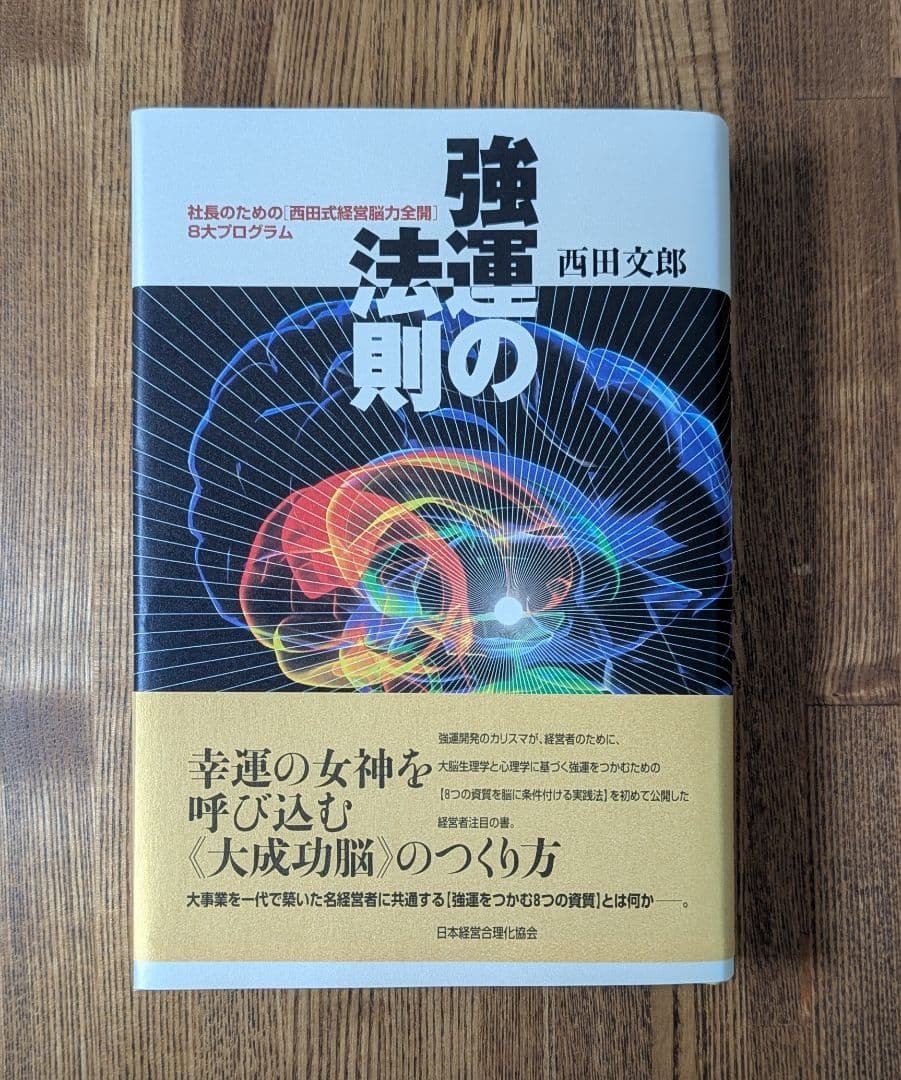 強運の
法則
社長のための[西田式経営脳力全開]
8大プログラム
西田文郎
幸運の女神を
呼び込む
《大成功脳》のつくり方
強運開発のカリスマが、経営者のために、
大脳生理学と心理学に基づく強運をつかむための
【8つの資質を脳に条件付ける実践法】を初めて公開した
経営者注目の書。
大事業を一代で築いた名経営者に共通する【強運をつかむ8つの資質】とは何か──。
日本経営合理化協会